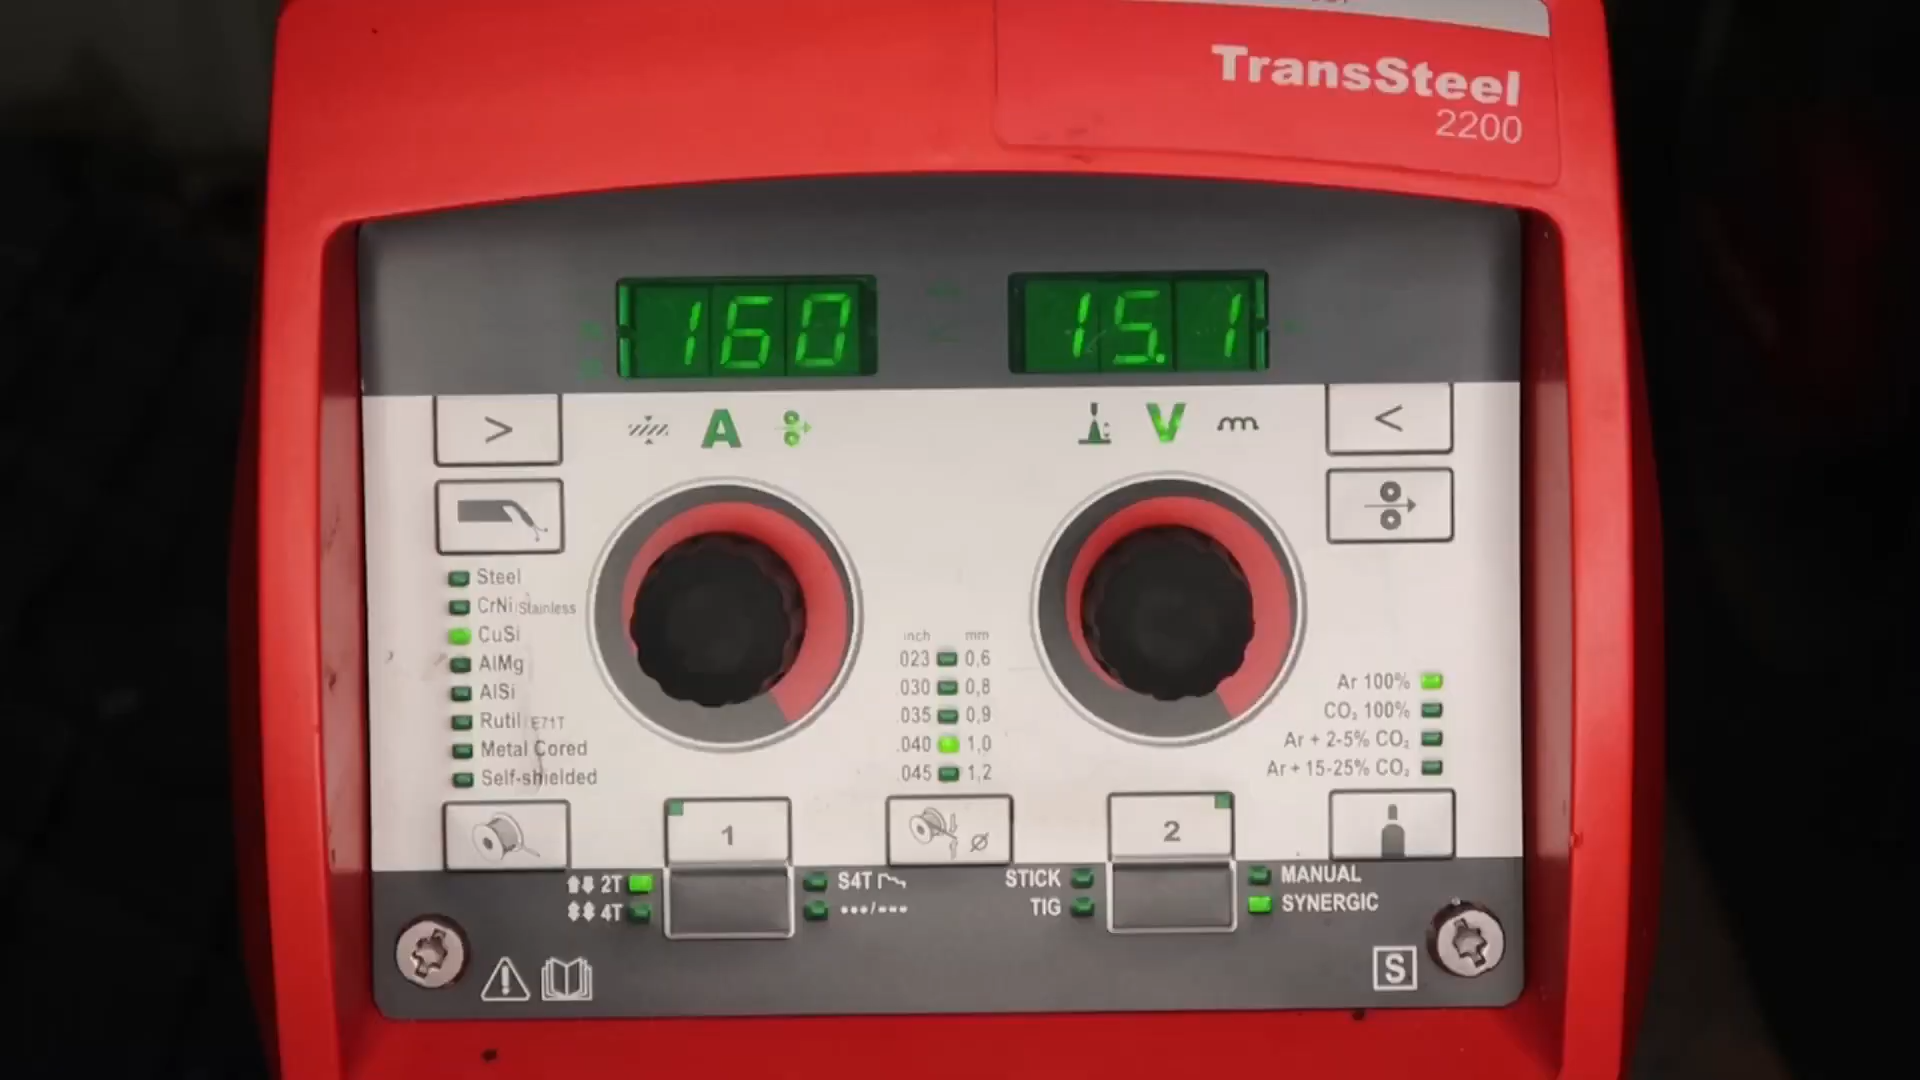 TransSteel
2200
160
15.1
>
A
V
<
Steel
CrNi Stainless
CuSi
AlMg
AlSi
Rutil E71T
Metal Cored
Self-shielded
inch mm
.023 0,6
.030 0,8
.035 0,9
.040 1,0
.045 1,2
Ar 100%
CO₂ 100%
Ar + 2-5% CO₂
Ar + 15-25% CO₂
1
Ø
2
2T
4T
S4T
STICK
TIG
MANUAL
SYNERGIC
S